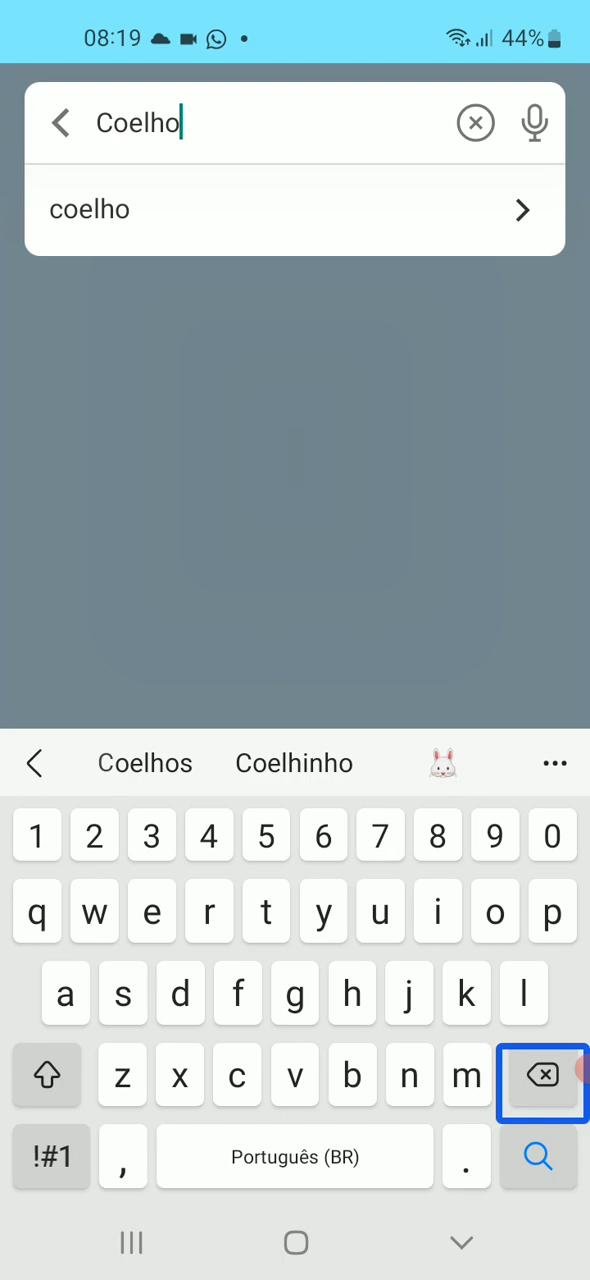 08:19 44%
Coelho
coelho
Coelhos Coelhinho
1 2 3 4 5 6 7 8 9 0
q w e r t y u i o p
a s d f g h j k l
z x c v b n m
!#1 , Português (BR) .